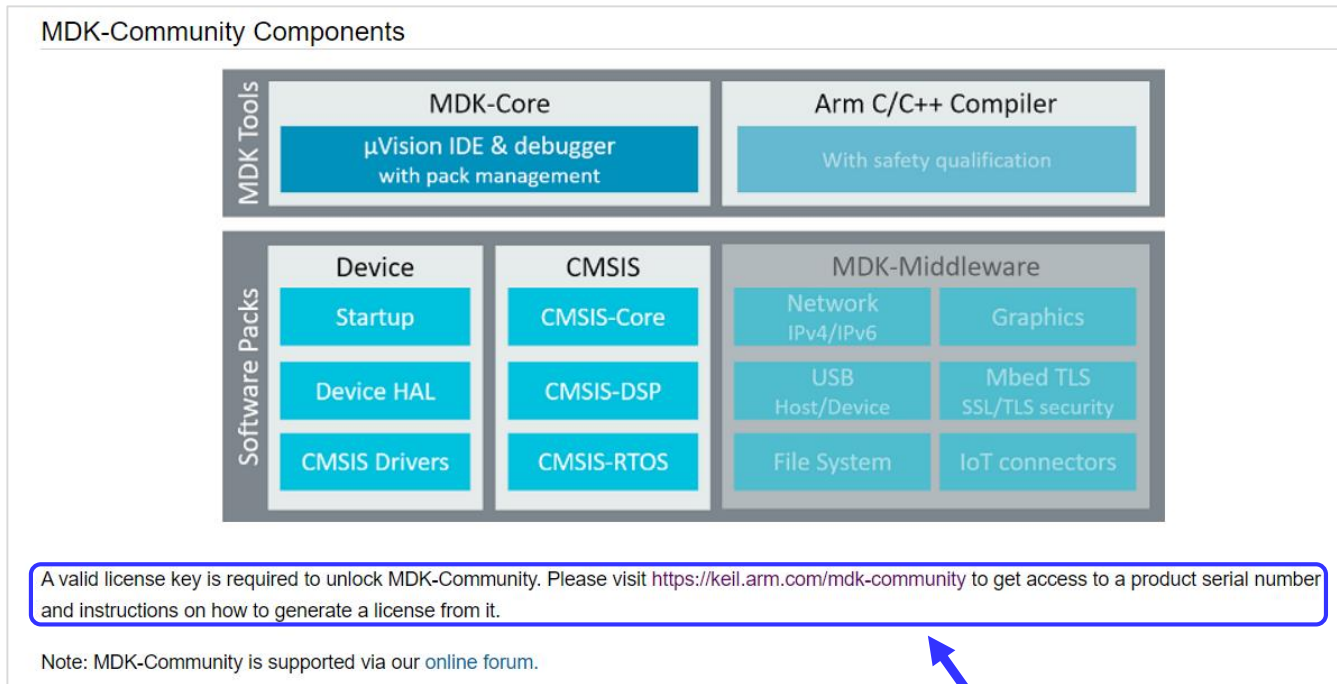 MDK-Community Components
MDK Tools
MDK-Core
µVision IDE & debugger
with pack management
Arm C/C++ Compiler
With safety qualification
Software Packs
Device
Startup
Device HAL
CMSIS Drivers
CMSIS
CMSIS-Core
CMSIS-DSP
CMSIS-RTOS
MDK-Middleware
Network
IPv4/IPv6
Graphics
USB
Host/Device
Mbed TLS
SSL/TLS security
File System
IoT connectors
A valid license key is required to unlock MDK-Community. Please visit https://keil.arm.com/mdk-community to get access to a product serial number
and instructions on how to generate a license from it.
Note: MDK-Community is supported via our online forum.